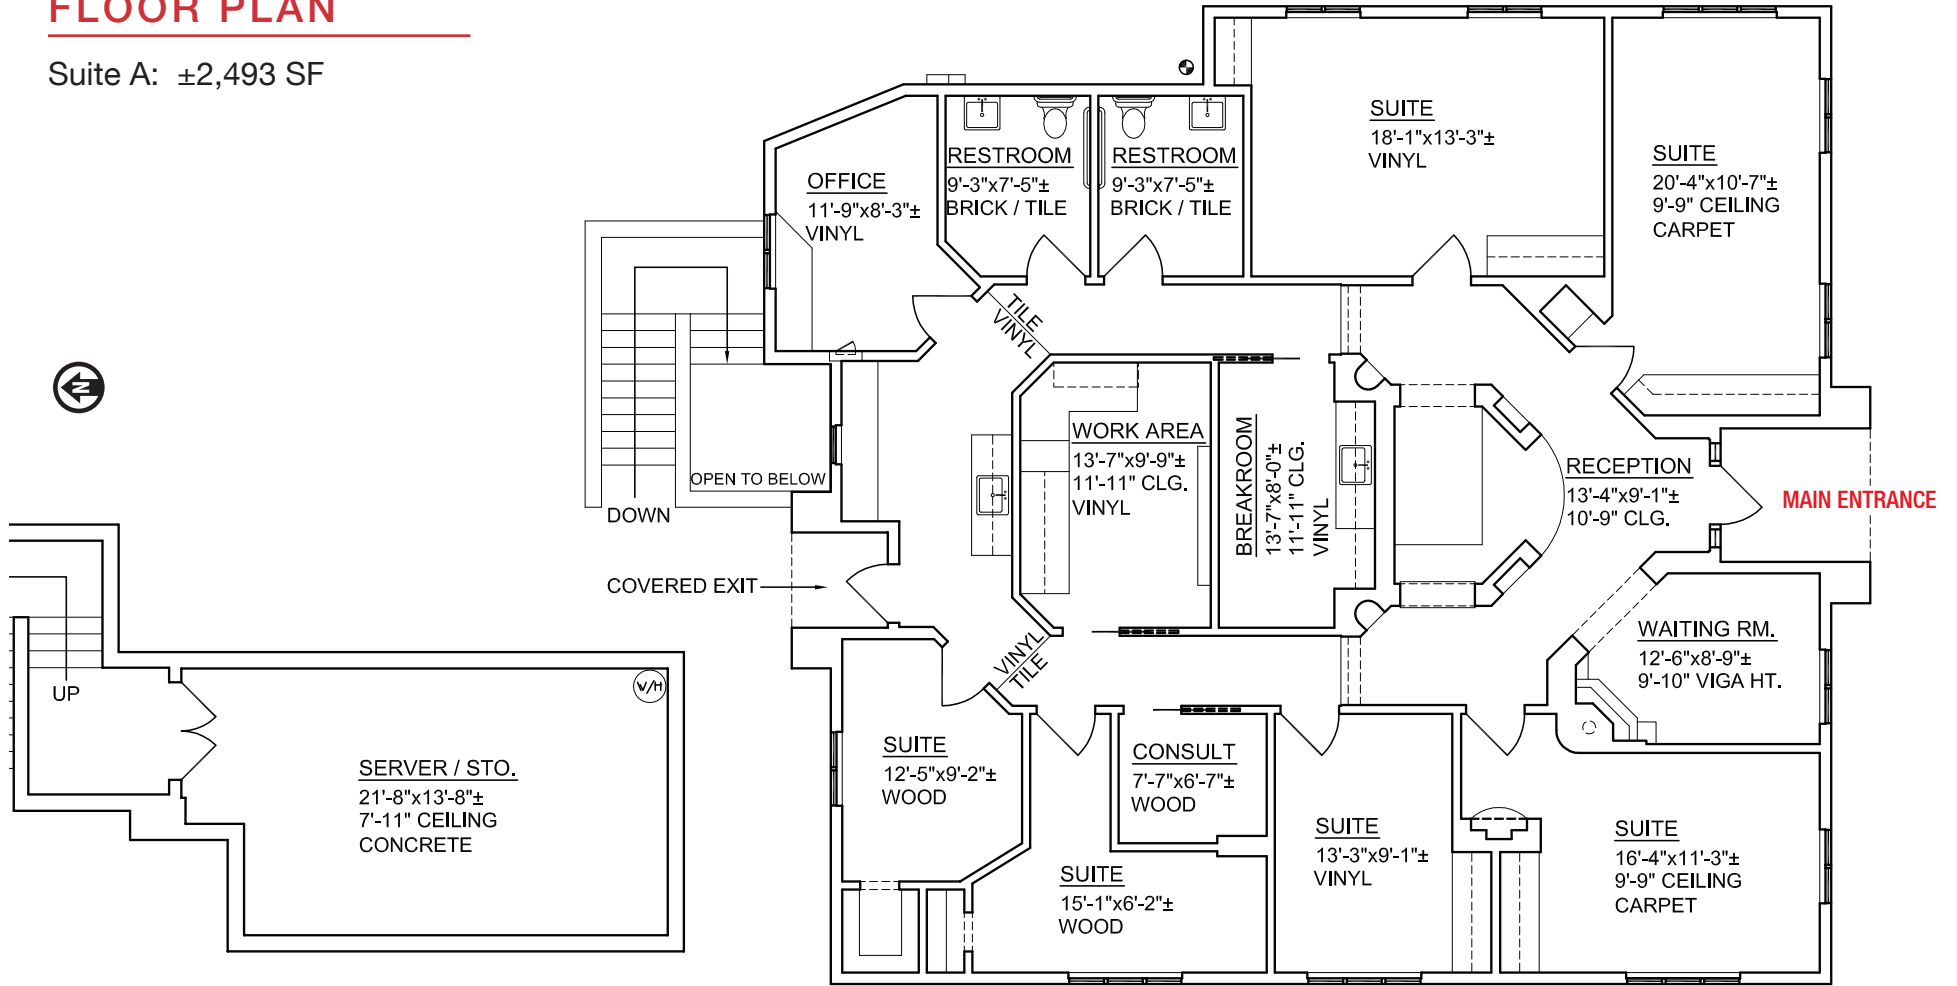 FLOOR PLAN
Suite A: ±2,493 SF
N
OFFICE
11'-9"x8'-3"±
VINYL
RESTROOM
9'-3"x7'-5"±
BRICK / TILE
RESTROOM
9'-3"x7'-5"±
BRICK / TILE
SUITE
18'-1"x13'-3"±
VINYL
SUITE
20'-4"x10'-7"±
9'-9" CEILING
CARPET
TILE
VINYL
WORK AREA
13'-7"x9'-9"±
11'-11" CLG.
VINYL
BREAKROOM
13'-7"x8'-0"±
11'-11" CLG.
VINYL
RECEPTION
13'-4"x9'-1"±
10'-9" CLG.
MAIN ENTRANCE
OPEN TO BELOW
DOWN
COVERED EXIT
WAITING RM.
12'-6"x8'-9"±
9'-10" VIGA HT.
VINYL
TILE
UP
W/H
SERVER / STO.
21'-8"x13'-8"±
7'-11" CEILING
CONCRETE
SUITE
12'-5"x9'-2"±
WOOD
CONSULT
7'-7"x6'-7"±
WOOD
SUITE
15'-1"x6'-2"±
WOOD
SUITE
13'-3"x9'-1"±
VINYL
SUITE
16'-4"x11'-3"±
9'-9" CEILING
CARPET